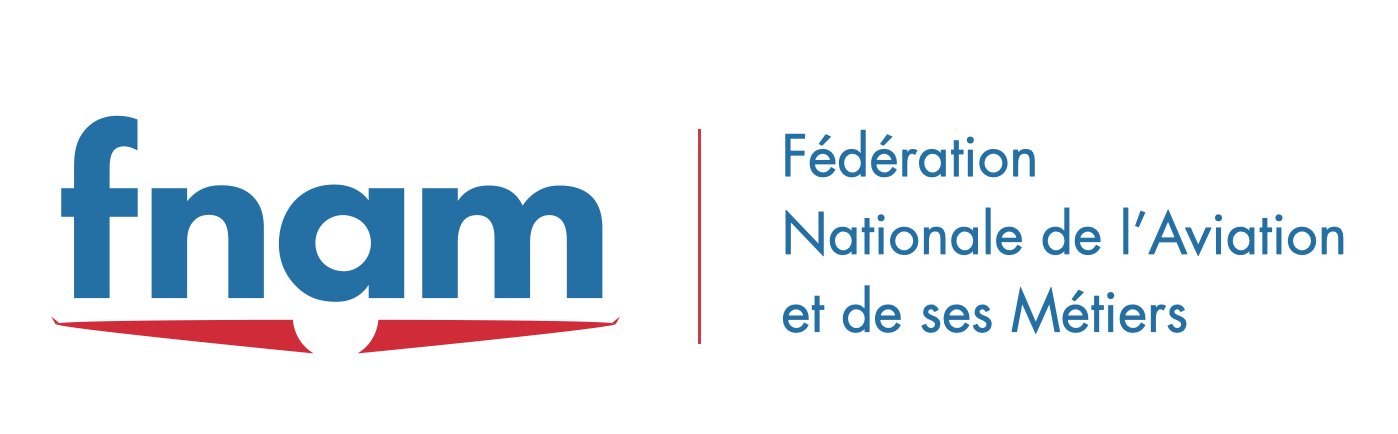 fnam
Fédération
Nationale de l’Aviation
et de ses Métiers